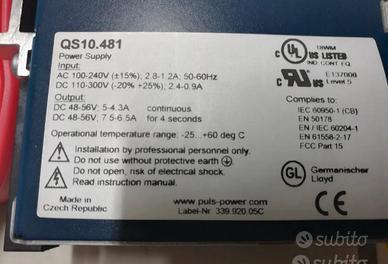 QS10.481
Power Supply
Input:
AC 100-240V (±15%); 2.8-1.2A; 50-60Hz
DC 110-300V (-20% +25%); 2.4-0.9A
Output:
DC 48-56V; 5-4.3A continuous
DC 48-56V; 7.5-6.5A for 4 seconds
Operational temperature range: -25...+60 deg C
Installation by professional personnel only.
Do not use without protective earth
Do not open, risk of electrical shock.
Read instruction manual.
Made in
Czech Republic
www.puls-power.com
Label-Nr. 339.920.05C
C UL US LISTED
18WM
IND CONT EQ
E137006
Level 5
Complies to:
IEC 60950-1 (CB)
EN 50178
EN / IEC 60204-1
EN 61558-2-17
FCC Part 15
GL
Germanischer
Lloyd
subito
subito